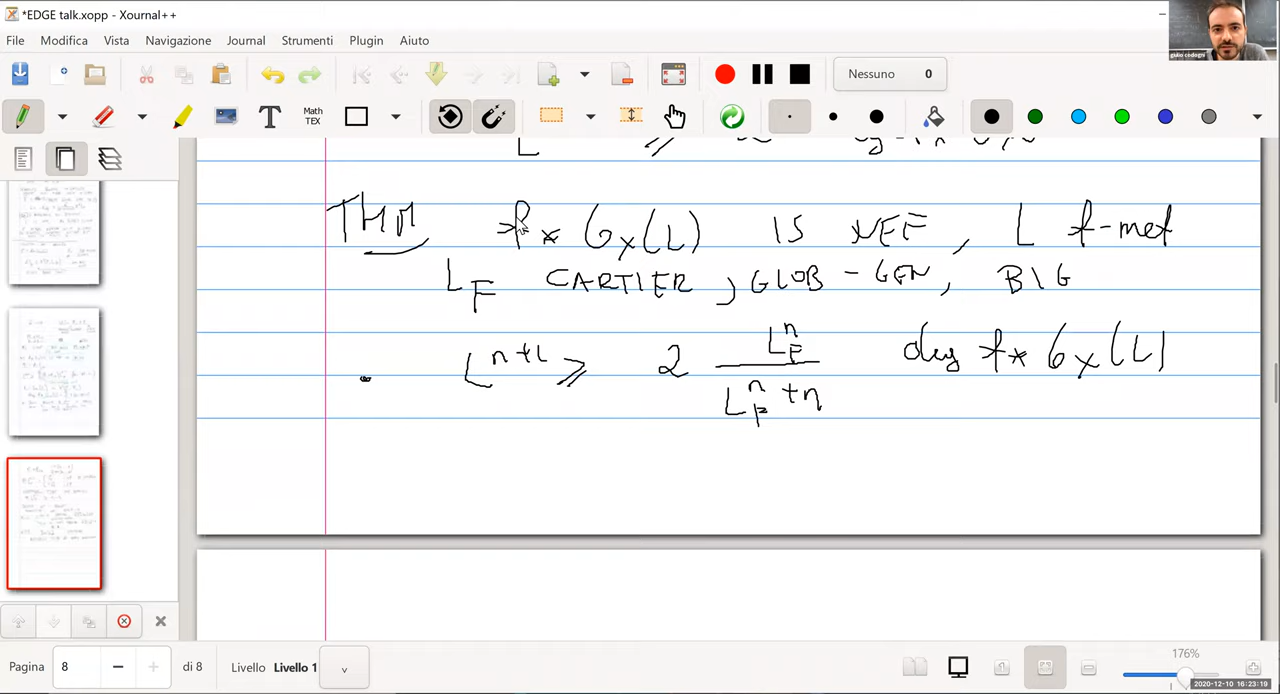 *EDGE talk.xopp - Xournal++
giulio codogni
File Modifica Vista Navigazione Journal Strumenti Plugin Aiuto
Nessuno 0
T Math TEX
THM f* O_X(L) IS NEF, L f-nef
L_F CARTIER, GLOB-GEN, BIG
L^{n+1} ≥ 2 \frac{L_F^n}{L_F^n + n} deg f* O_X(L)
Pagina 8 di 8 Livello Livello 1 176%
2020-12-10 16:23:19